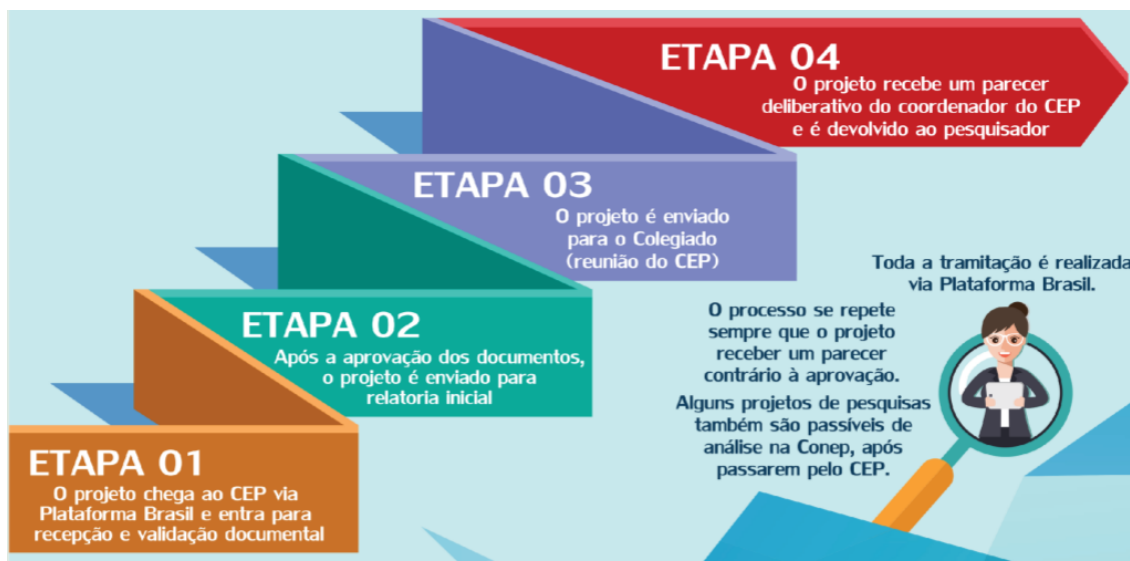 ETAPA 04
O projeto recebe um parecer
deliberativo do coordenador do CEP
e é devolvido ao pesquisador
ETAPA 03
O projeto é enviado
para o Colegiado
(reunião do CEP)
ETAPA 02
Após a aprovação dos documentos,
o projeto é enviado para
relatoria inicial
ETAPA 01
O projeto chega ao CEP via
Plataforma Brasil e entra para
recepção e validação documental
Toda a tramitação é realizada
via Plataforma Brasil.
O processo se repete
sempre que o projeto
receber um parecer
contrário à aprovação.
Alguns projetos de pesquisas
também são passíveis de
análise na Conep, após
passarem pelo CEP.